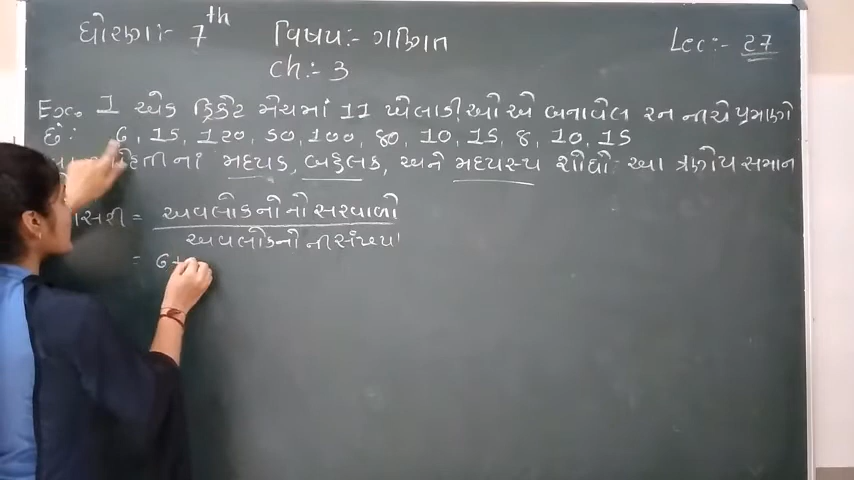 ધોરણ:- 7th વિષય:- ગણિત Lec:- 27
Ch:- 3
Exc. 1 એક ક્રિકેટ મેચમાં 11 ખેલાડીઓએ બનાવેલ રન નીચે પ્રમાણે
છે: 6, 15, 120, 50, 100, 80, 10, 15, 8, 10, 15
મધ્યક, બહુલક, અને મધ્યસ્થ શોધો. આ ત્રણેય સમાન
= અવલોકનોનો સરવાળો
અવલોકનોની સંખ્યા
= 6+